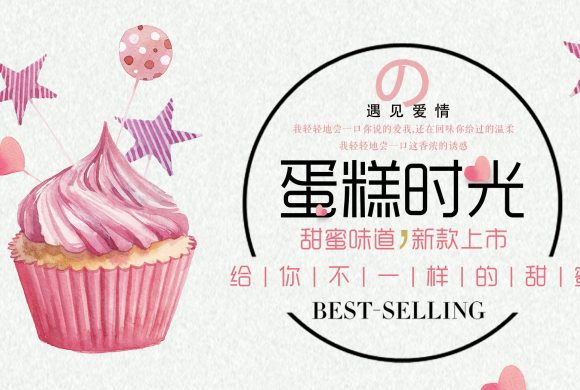 の
遇见爱情
我轻轻地尝一口你说的爱我,还在回味你给过的温柔
我轻轻地尝一口这香浓的诱惑
蛋糕时光
甜蜜味道,新款上市
给|你|不|一|样|的|甜|蜜
BEST-SELLING